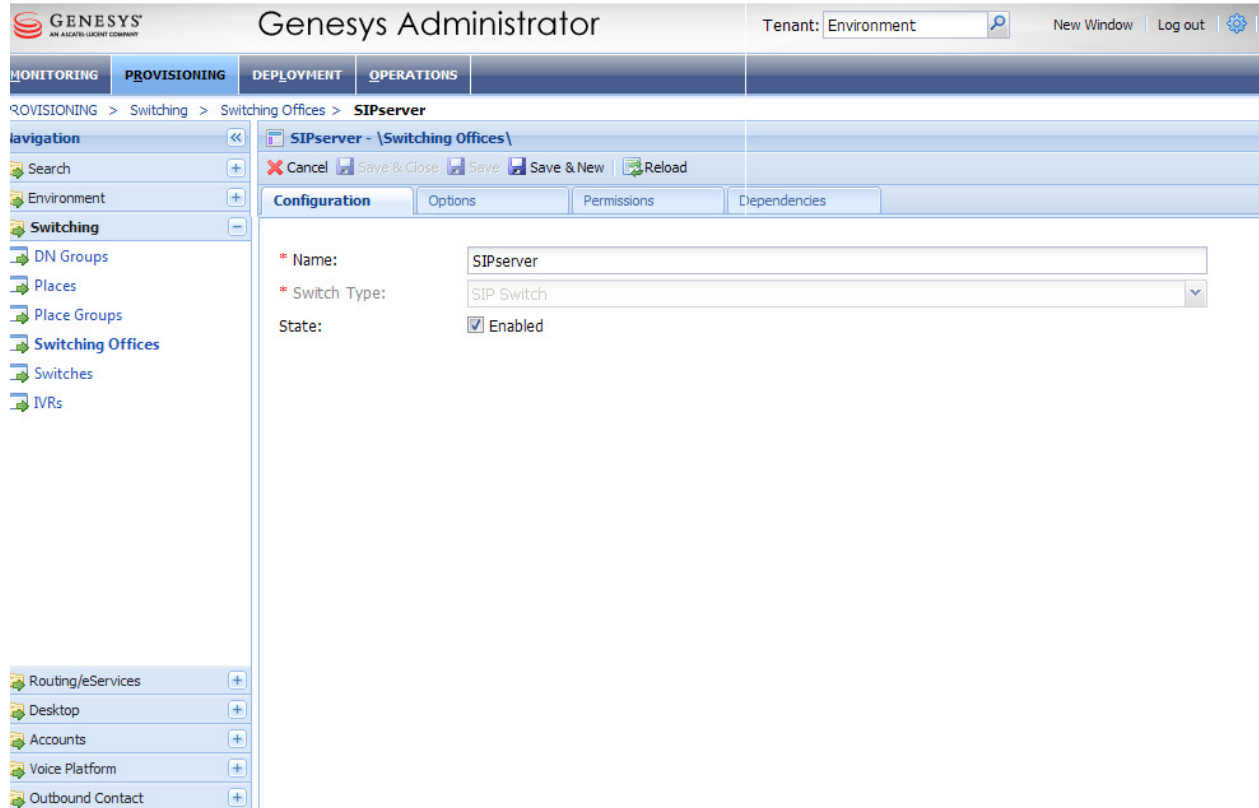 GENESYS
AN ALCATEL-LUCENT COMPANY
Genesys Administrator
Tenant: Environment
New Window
Log out
MONITORING
PROVISIONING
DEPLOYMENT
OPERATIONS
PROVISIONING > Switching > Switching Offices > SIPserver
Navigation
Search
Environment
Switching
DN Groups
Places
Place Groups
Switching Offices
Switches
IVRs
Routing/eServices
Desktop
Accounts
Voice Platform
Outbound Contact
SIPserver - \Switching Offices\
Cancel Save & Close Save Save & New Reload
Configuration
Options
Permissions
Dependencies
* Name: SIPserver
* Switch Type: SIP Switch
State: Enabled